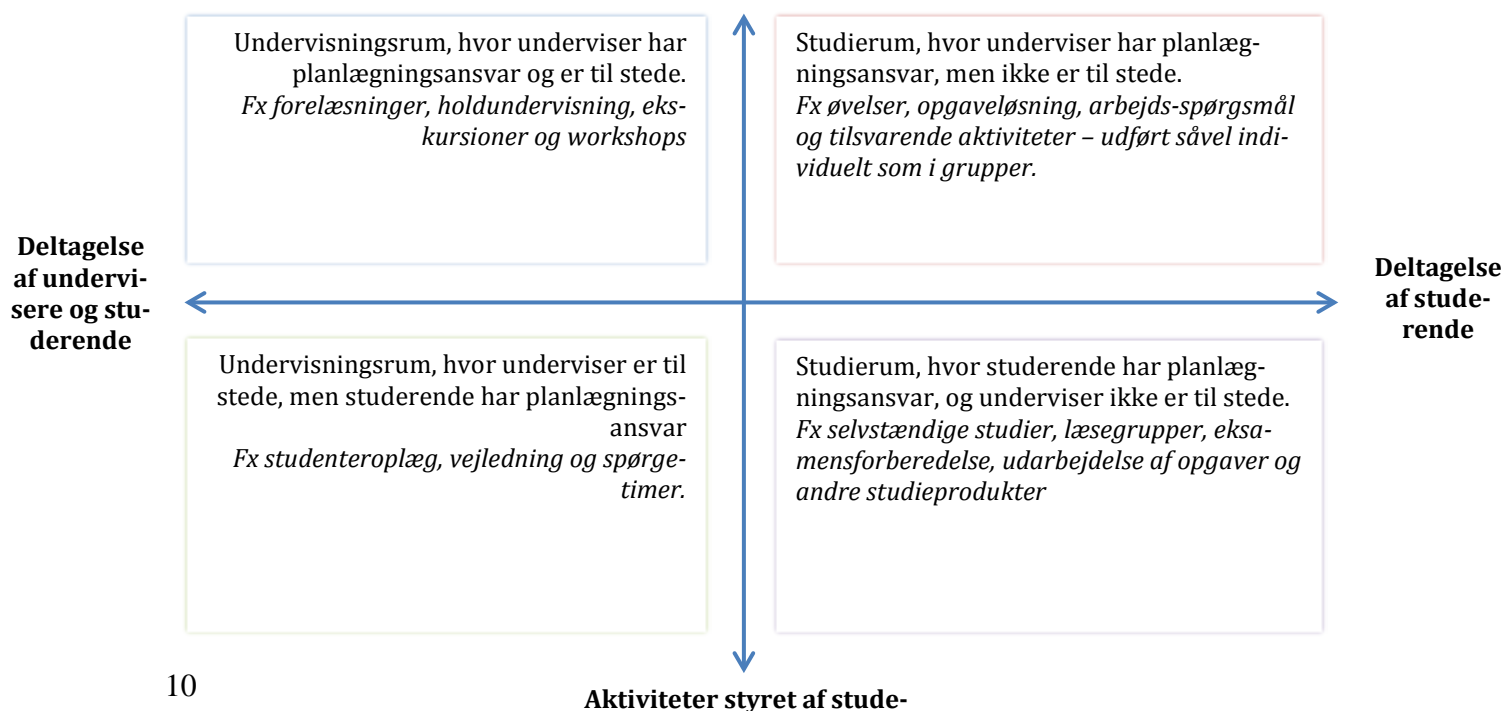 Undervisningsrum, hvor underviser har
planlægningsansvar og er til stede.
Fx forelæsninger, holdundervisning, eks-
kursioner og workshops
Studierum, hvor underviser har planlæg-
ningsansvar, men ikke er til stede.
Fx øvelser, opgaveløsning, arbejds-spørgsmål
og tilsvarende aktiviteter – udført såvel indi-
viduelt som i grupper.
Deltagelse
af undervi-
sere og stu-
derende
Deltagelse
af stude-
rende
Undervisningsrum, hvor underviser er til
stede, men studerende har planlægnings-
ansvar
Fx studenteroplæg, vejledning og spørge-
timer.
Studierum, hvor studerende har planlæg-
ningsansvar, og underviser ikke er til stede.
Fx selvstændige studier, læsegrupper, eksa-
mensforberedelse, udarbejdelse af opgaver og
andre studieprodukter
10
Aktiviteter styret af stude-